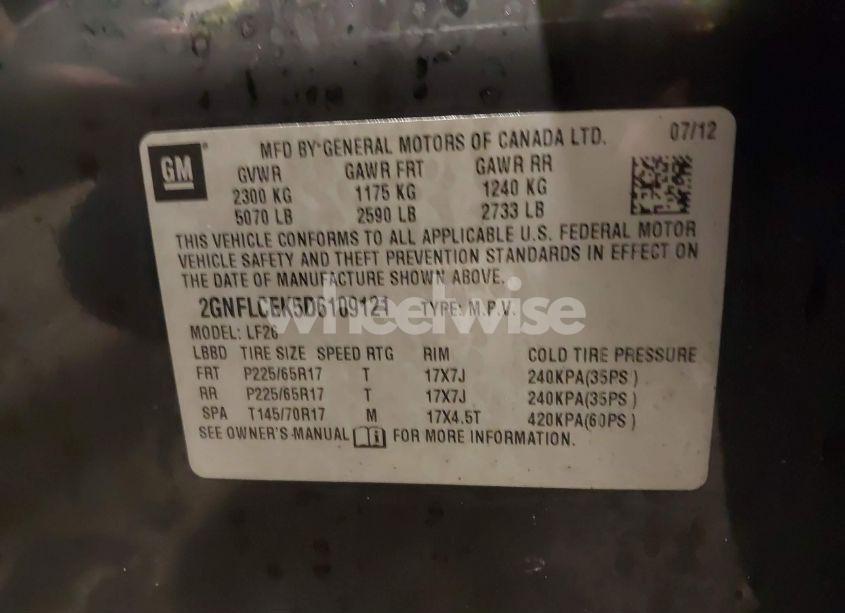 GM
MFD BY GENERAL MOTORS OF CANADA LTD. 07/12
GVWR GAWR FRT GAWR RR
2300 KG 1175 KG 1240 KG
5070 LB 2590 LB 2733 LB
THIS VEHICLE CONFORMS TO ALL APPLICABLE U.S. FEDERAL MOTOR
VEHICLE SAFETY AND THEFT PREVENTION STANDARDS IN EFFECT ON
THE DATE OF MANUFACTURE SHOWN ABOVE.
2GNFLCEK5D6109121 TYPE: M.P.V.
wheelwise
MODEL: LF26
LBBD TIRE SIZE SPEED RTG RIM COLD TIRE PRESSURE
FRT P225/65R17 T 17X7J 240KPA(35PS )
RR P225/65R17 T 17X7J 240KPA(35PS )
SPA T145/70R17 M 17X4.5T 420KPA(60PS )
SEE OWNER'S MANUAL i FOR MORE INFORMATION.